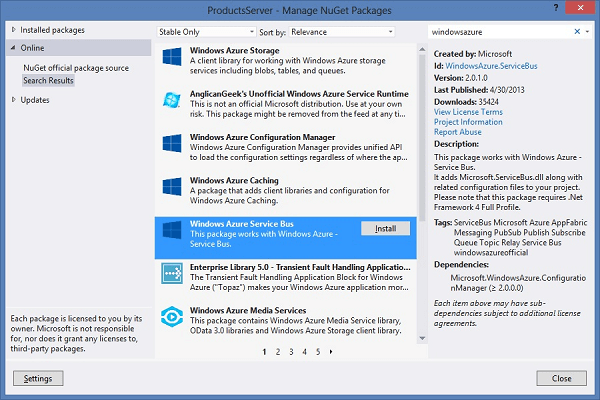 ProductsServer - Manage NuGet Packages
Installed packages
Online
NuGet official package source
Search Results
Updates
Each package is licensed to you by its
owner. Microsoft is not responsible
for, nor does it grant any licenses to,
third-party packages.
Settings
Stable Only
Sort by: Relevance
Windows Azure Storage
A client library for working with Windows Azure storage
services including blobs, tables, and queues.
AnglicanGeek's Unofficial Windows Azure Service Runtime
This is not an official Microsoft distribution. Use at your own
risk. This package might be removed from the feed at any ti...
Windows Azure Configuration Manager
Windows Azure Configuration Manager provides unified API
to load the configuration settings regardless of where the ap...
Windows Azure Caching
A package that adds client libraries and configuration for
Windows Azure Caching.
Windows Azure Service Bus
This package works with Windows Azure -
Service Bus.
Install
Enterprise Library 5.0 - Transient Fault Handling Applicatio...
The Transient Fault Handling Application Block for Windows
Azure ("Topaz") makes your Windows Azure application mor...
Windows Azure Media Services
This package contains Windows Azure Media Service library,
OData 3.0 libraries and Windows Azure Storage client library.
1 2 3 4 5
windowsazure
Created by: Microsoft
Id: WindowsAzure.ServiceBus
Version: 2.0.1.0
Last Published: 4/30/2013
Downloads: 35424
View License Terms
Project Information
Report Abuse
Description:
This package works with Windows Azure -
Service Bus.
It adds Microsoft.ServiceBus.dll along with
related configuration files to your project.
Please note that this package requires .Net
Framework 4 Full Profile.
Tags: ServiceBus Microsoft Azure AppFabric
Messaging PubSub Publish Subscribe
Queue Topic Relay Service Bus
windowsazureofficial
Dependencies:
Microsoft.WindowsAzure.Configuratio
nManager (≥ 2.0.0.0)
Each item above may have sub-
dependencies subject to additional license
agreements.
Close